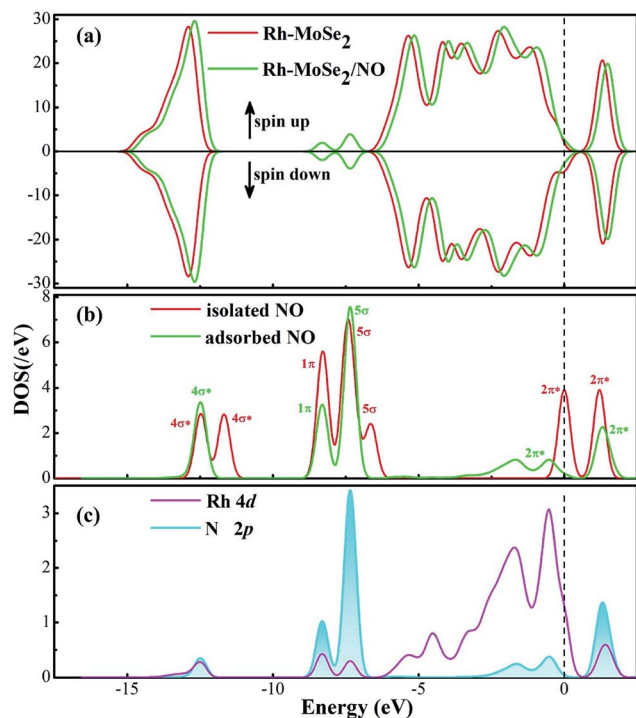 (a)
Rh-MoSe2
Rh-MoSe2/NO
spin up
spin down
30
20
10
0
-10
-20
-30
DOS(/eV)
(b)
isolated NO
adsorbed NO
8
6
4
2
0
4σ*
4σ*
4σ*
1π
1π
5σ
5σ
5σ
2π*
2π*
2π*
2π*
(c)
Rh 4d
N 2p
3
2
1
0
-15 -10 -5 0
Energy (eV)